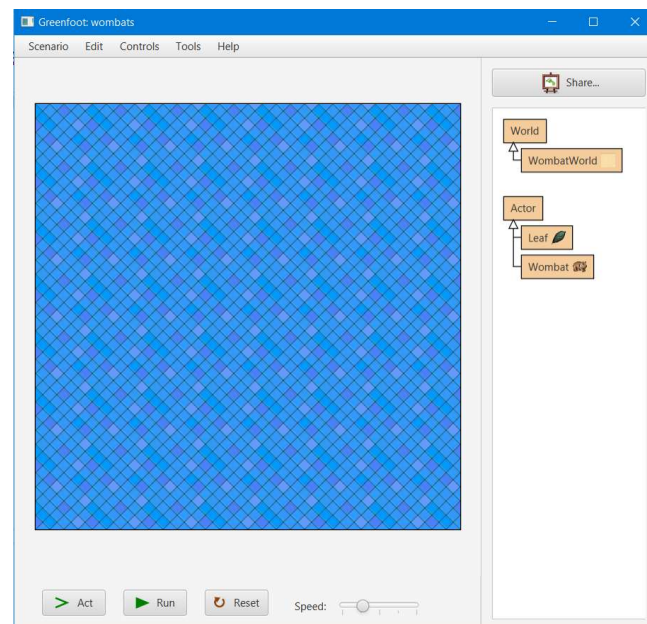 Greenfoot: wombats
Scenario Edit Controls Tools Help
Share...
World
WombatWorld
Actor
Leaf
Wombat
Act Run Reset Speed: